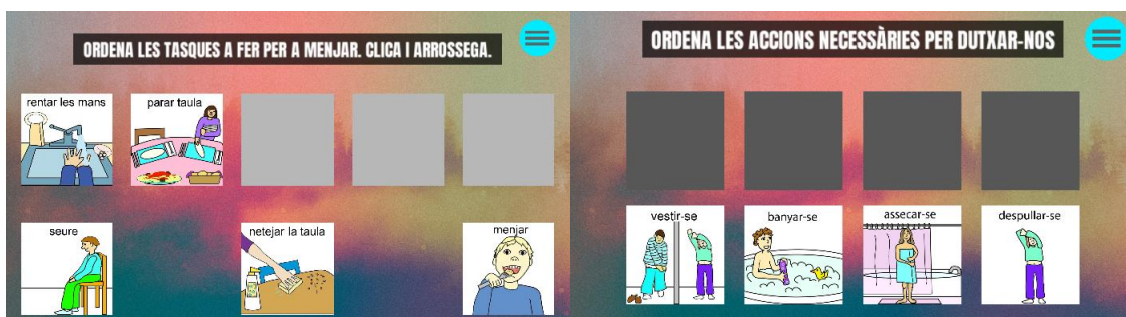 ORDENA LES TASQUES A FER PER A MENJAR. CLICA I ARROSSEGA.
rentar les mans
parar taula
seure
netejar la taula
menjar
ORDENA LES ACCIONS NECESSÀRIES PER DUTXAR-NOS
vestir-se
banyar-se
assecar-se
despullar-se